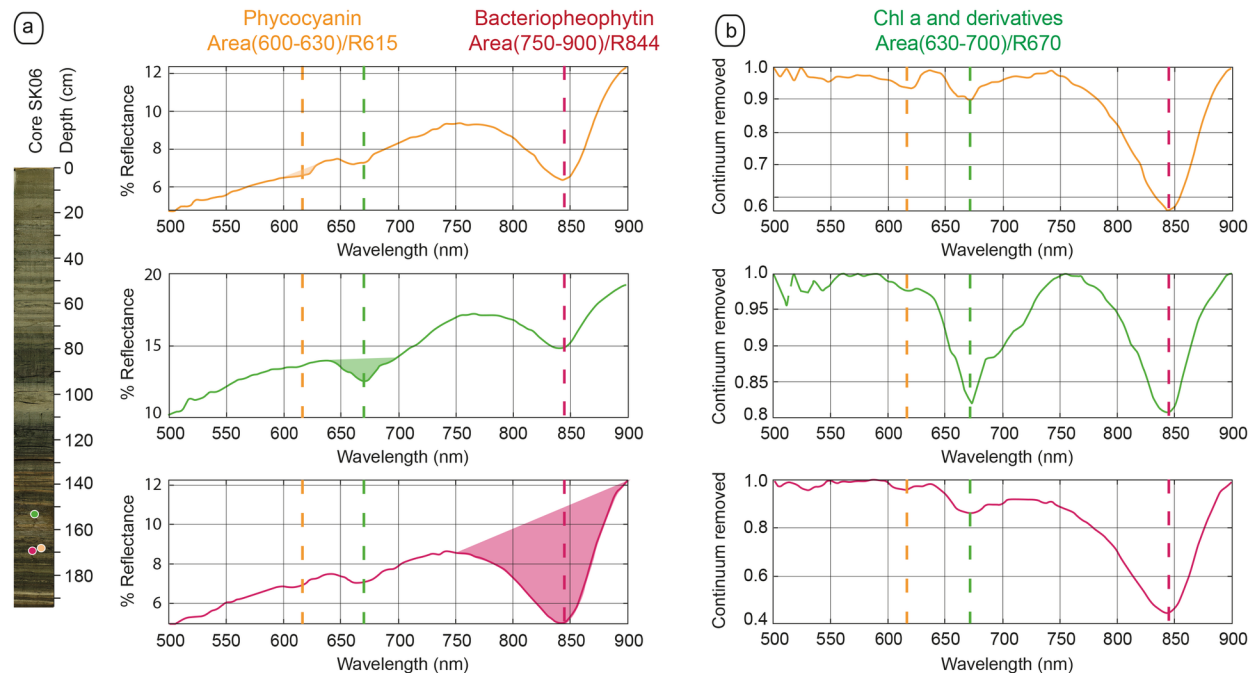 a
Phycocyanin
Area(600-630)/R615
Bacteriopheophytin
Area(750-900)/R844
b
Chl a and derivatives
Area(630-700)/R670
Core SK06
Depth (cm)
0
20
40
60
80
100
120
140
160
180
% Reflectance
12
10
8
6
500 550 600 650 700 750 800 850 900
Wavelength (nm)
% Reflectance
20
15
10
500 550 600 650 700 750 800 850 900
Wavelength (nm)
% Reflectance
12
10
8
6
500 550 600 650 700 750 800 850 900
Wavelength (nm)
Continuum removed
1.0
0.9
0.8
0.7
0.6
500 550 600 650 700 750 800 850 900
Wavelength (nm)
Continuum removed
1.0
0.95
0.9
0.85
0.8
500 550 600 650 700 750 800 850 900
Wavelength (nm)
Continuum removed
1.0
0.8
0.6
0.4
500 550 600 650 700 750 800 850 900
Wavelength (nm)